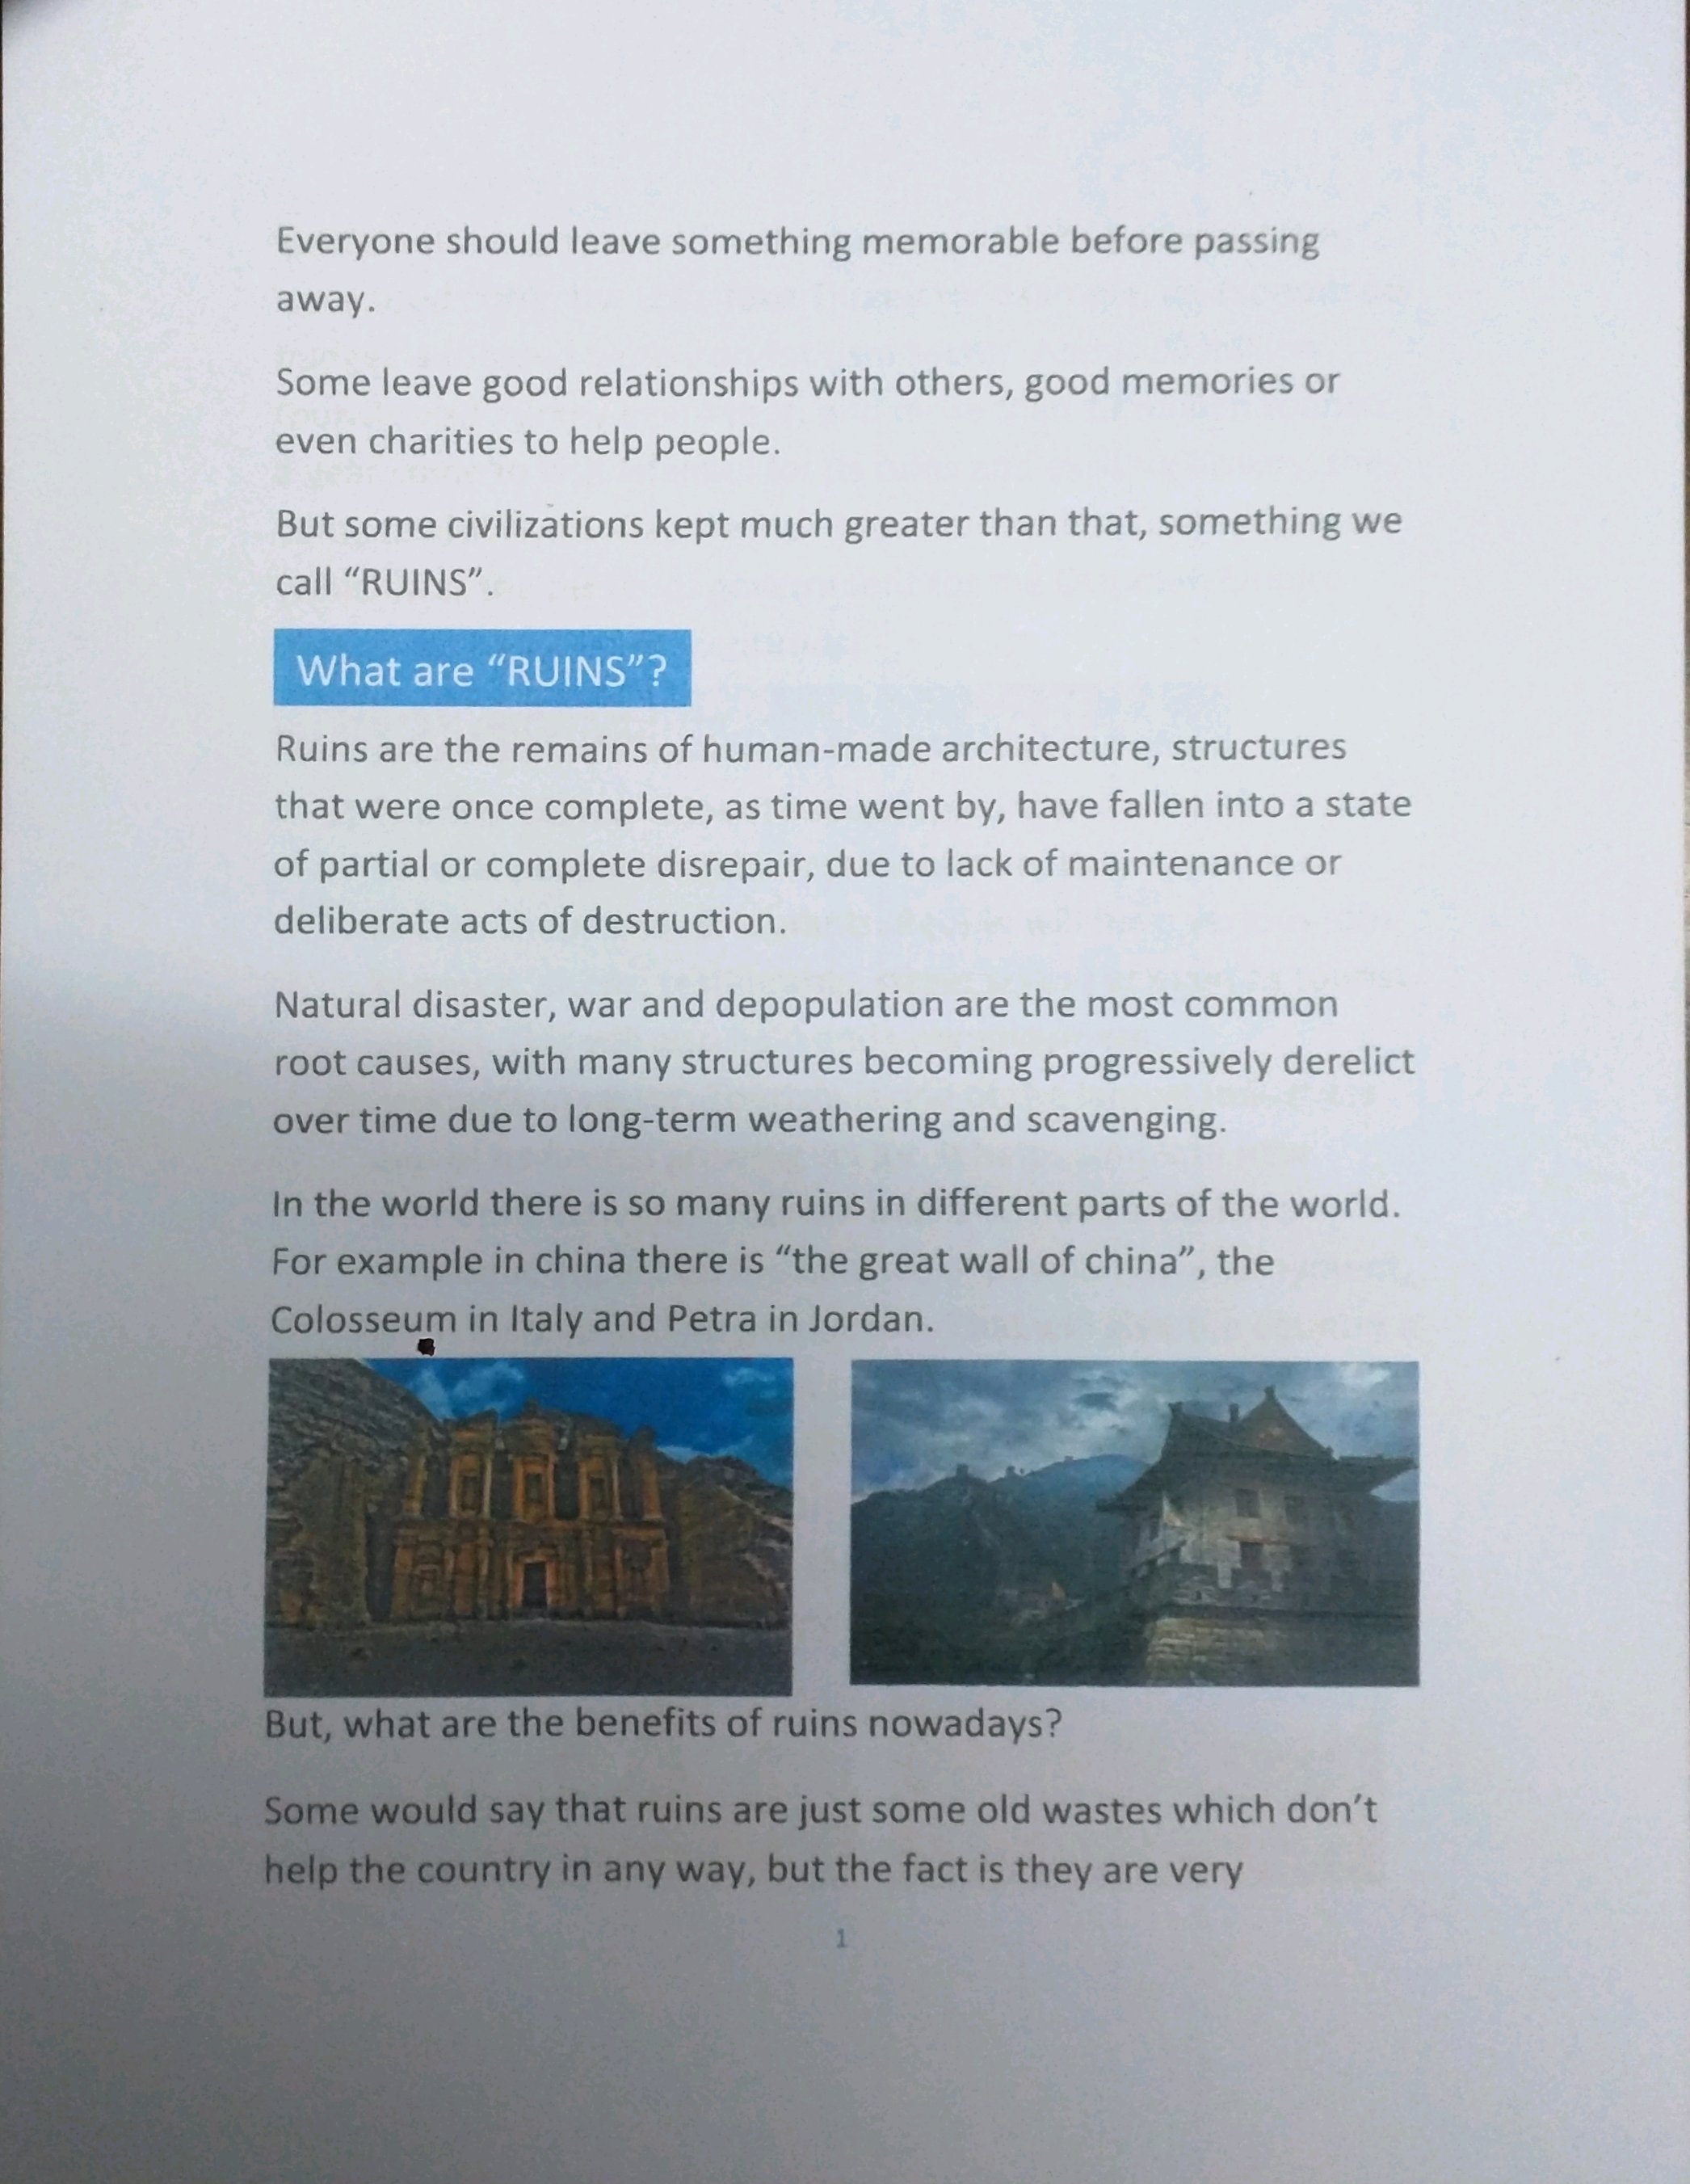 Everyone should leave something memorable before passing
away.
Some leave good relationships with others, good memories or
even charities to help people.
But some civilizations kept much greater than that, something we
call “RUINS”.
What are “RUINS”?
Ruins are the remains of human-made architecture, structures
that were once complete, as time went by, have fallen into a state
of partial or complete disrepair, due to lack of maintenance or
deliberate acts of destruction.
Natural disaster, war and depopulation are the most common
root causes, with many structures becoming progressively derelict
over time due to long-term weathering and scavenging.
In the world there is so many ruins in different parts of the world.
For example in china there is “the great wall of china”, the
Colosseum in Italy and Petra in Jordan.
But, what are the benefits of ruins nowadays?
Some would say that ruins are just some old wastes which don’t
help the country in any way, but the fact is they are very
1